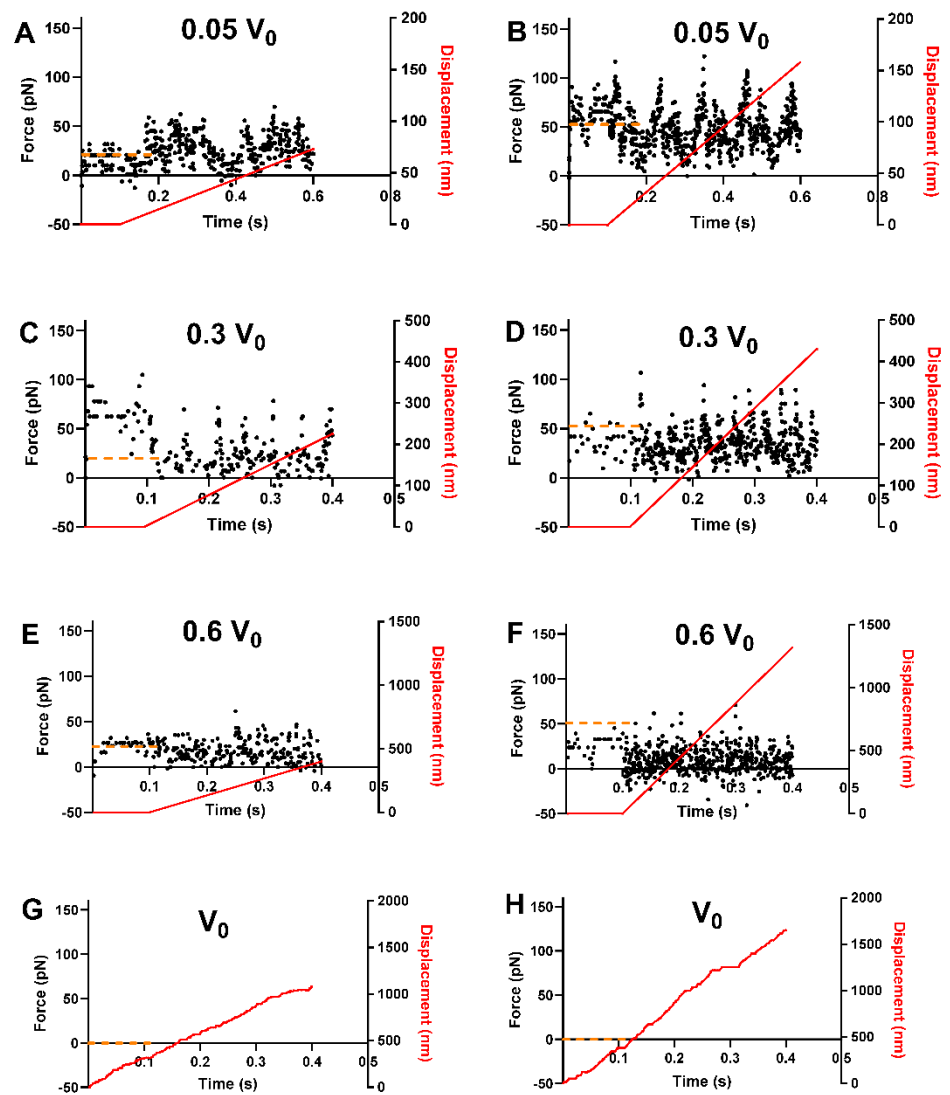 A
0.05 V0
Force (pN)
150
100
50
0
-50
0.2
0.4
0.6
0.8
Time (s)
200
150
100
50
0
Displacement (nm)
B
0.05 V0
Force (pN)
150
100
50
0
-50
0.2
0.4
0.6
0.8
Time (s)
200
150
100
50
0
Displacement (nm)
C
0.3 V0
Force (pN)
150
100
50
0
-50
0.1
0.2
0.3
0.4
0.5
Time (s)
500
400
300
200
100
0
Displacement (nm)
D
0.3 V0
Force (pN)
150
100
50
0
-50
0.1
0.2
0.3
0.4
0.5
Time (s)
500
400
300
200
100
0
Displacement (nm)
E
0.6 V0
Force (pN)
150
100
50
0
-50
0.1
0.2
0.3
0.4
0.5
Time (s)
1500
1000
500
0
Displacement (nm)
F
0.6 V0
Force (pN)
150
100
50
0
-50
0.1
0.2
0.3
0.4
0.5
Time (s)
1500
1000
500
0
Displacement (nm)
G
V0
Force (pN)
150
100
50
0
-50
0.1
0.2
0.3
0.4
0.5
Time (s)
2000
1500
1000
500
0
Displacement (nm)
H
V0
Force (pN)
150
100
50
0
-50
0.1
0.2
0.3
0.4
0.5
Time (s)
2000
1500
1000
500
0
Displacement (nm)